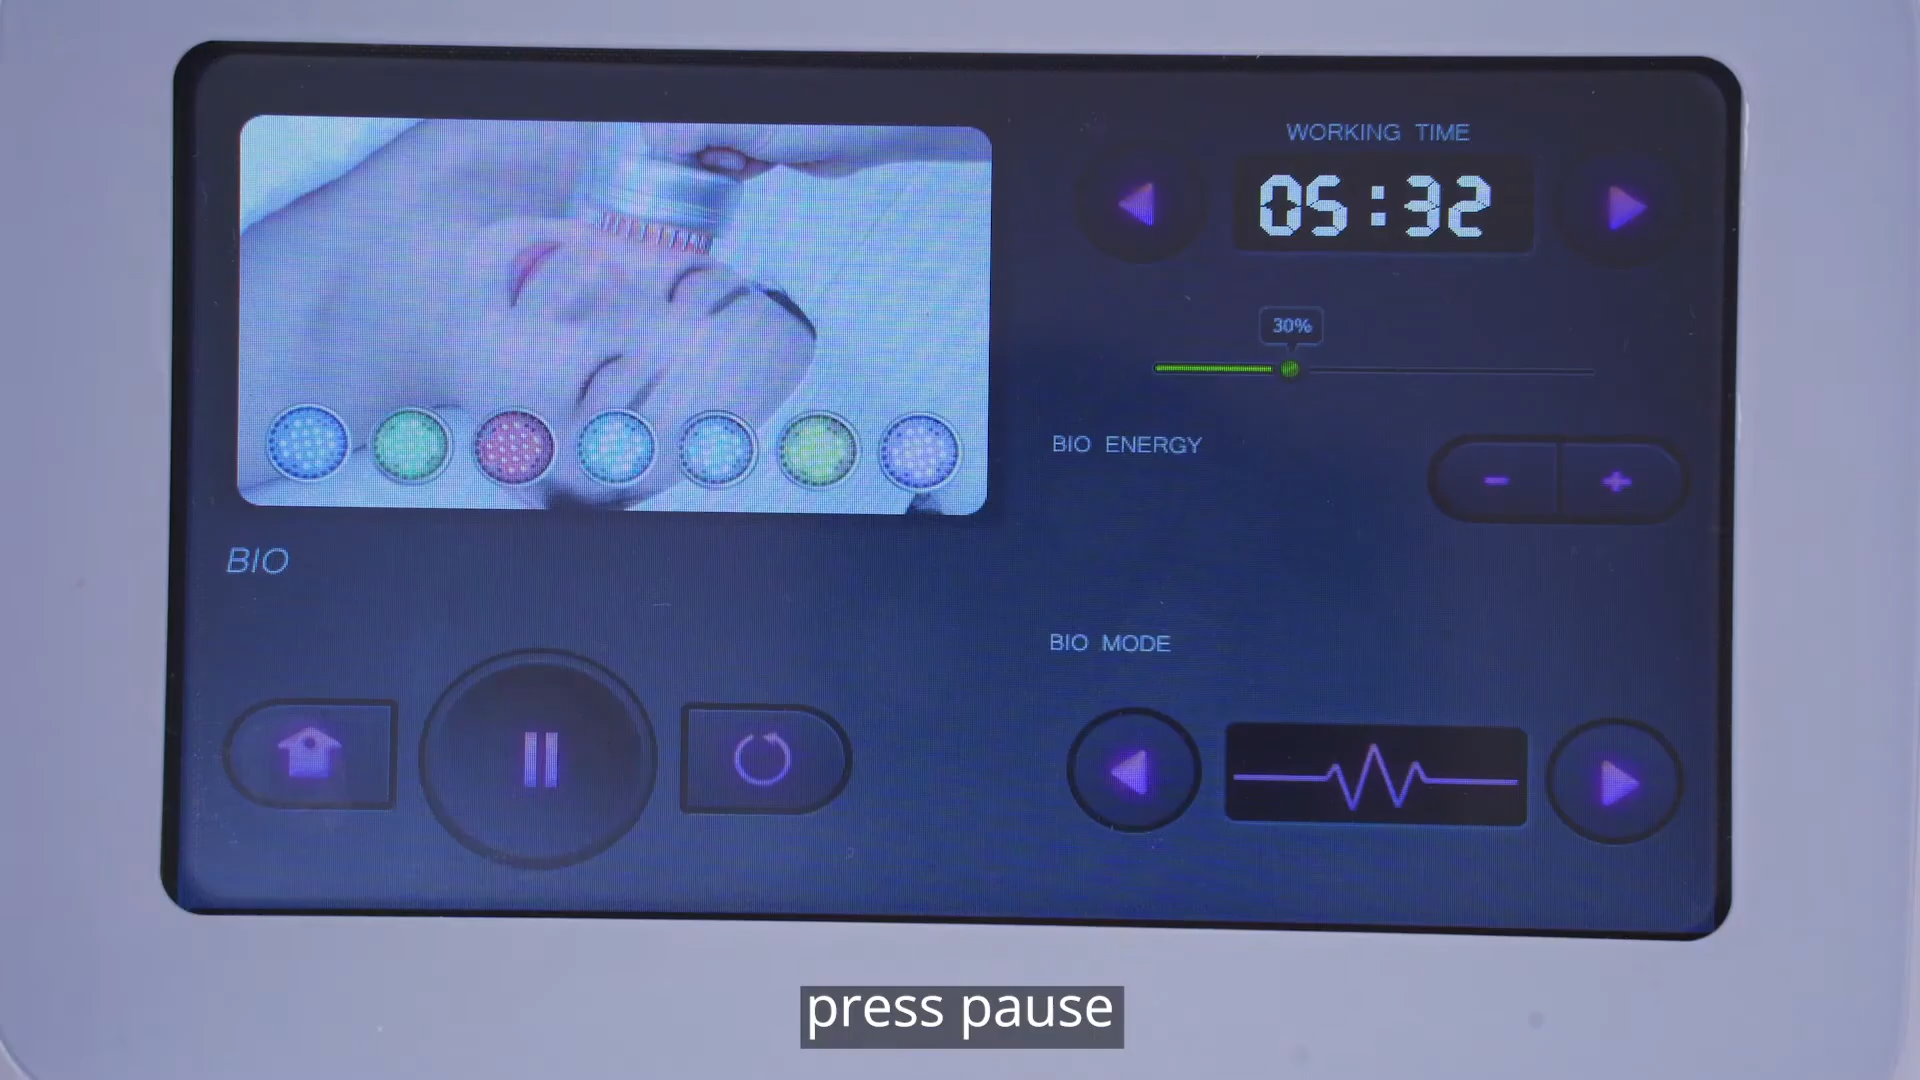 WORKING TIME
05:32
30%
BIO ENERGY
- +
BIO
BIO MODE
press pause